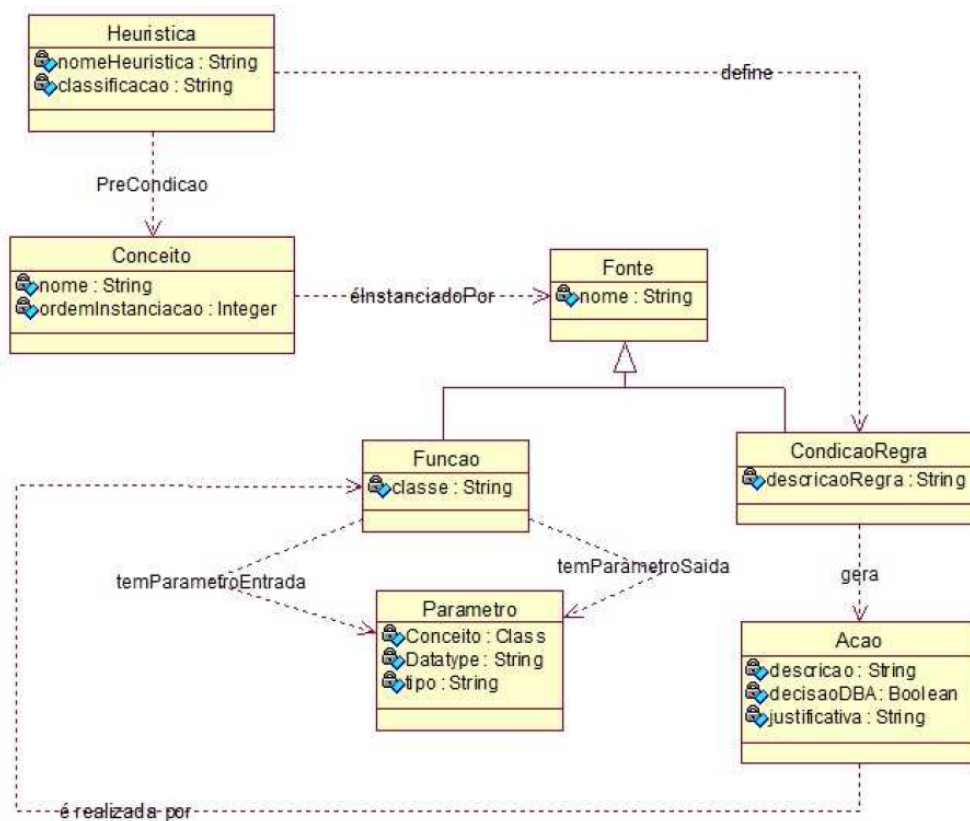 Heuristica
nomeHeuristica : String
classificacao : String
define
PreCondicao
Conceito
nome : String
ordemInstanciacao : Integer
éInstanciadoPor
Fonte
nome : String
Funcao
classe : String
CondicaoRegra
descricaoRegra : String
temParametroEntrada
temParametroSaida
gera
Parametro
Conceito : Class
Datatype : String
tipo : String
Acao
descricao : String
decisaoDBA : Boolean
justificativa : String
é realizada por